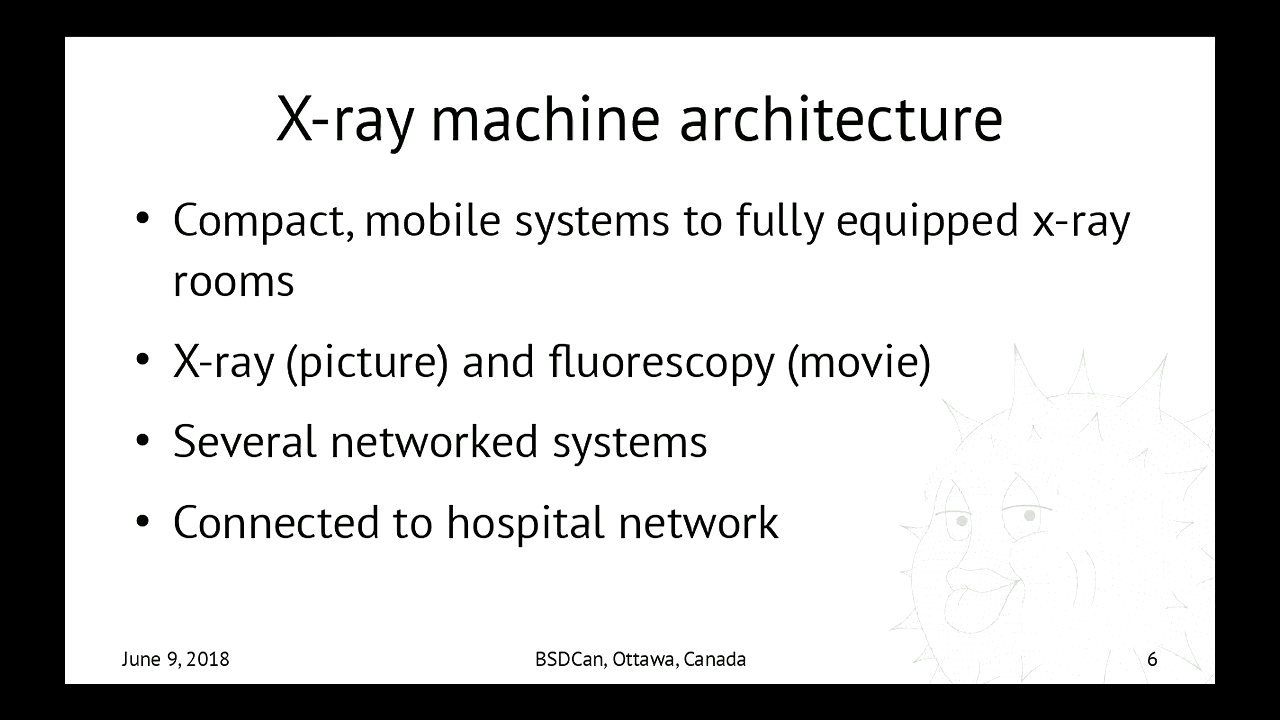 X-ray machine architecture
• Compact, mobile systems to fully equipped x-ray
rooms
• X-ray (picture) and fluorescopy (movie)
• Several networked systems
• Connected to hospital network
June 9, 2018 BSDCan, Ottawa, Canada 6